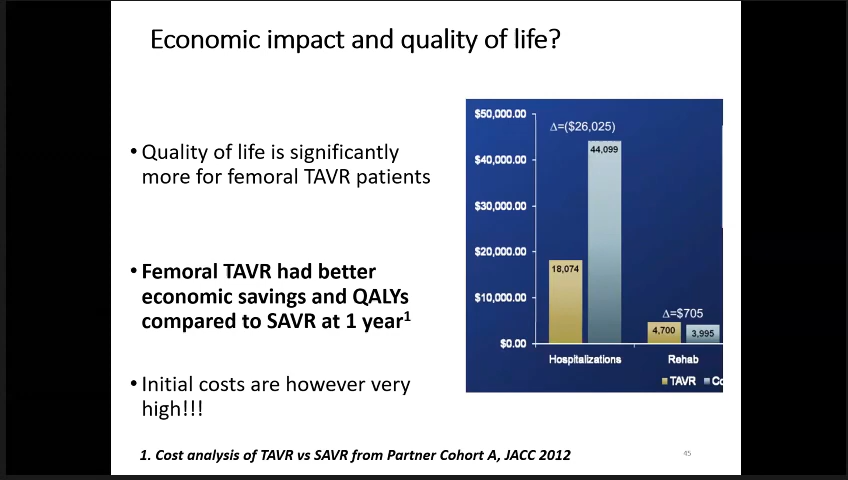 Economic impact and quality of life?
• Quality of life is significantly
more for femoral TAVR patients
• Femoral TAVR had better
economic savings and QALYs
compared to SAVR at 1 year¹
• Initial costs are however very
high!!!
$50,000.00
$40,000.00
$30,000.00
$20,000.00
$10,000.00
$0.00
Δ=($26,025)
44,099
18,074
Δ=$705
4,700
3,995
Hospitalizations
Rehab
TAVR
1. Cost analysis of TAVR vs SAVR from Partner Cohort A, JACC 2012
45